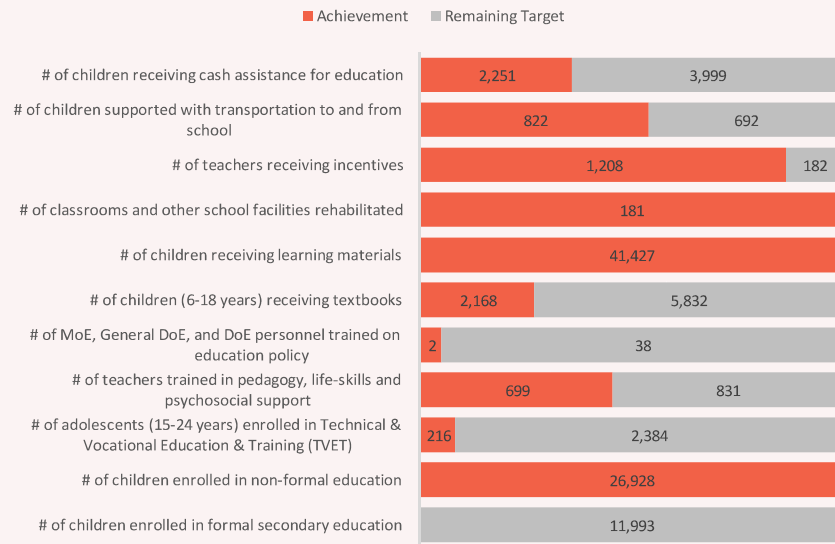 Achievement Remaining Target
# of children receiving cash assistance for education 2,251 3,999
# of children supported with transportation to and from
school 822 692
# of teachers receiving incentives 1,208 182
# of classrooms and other school facilities rehabilitated 181
# of children receiving learning materials 41,427
# of children (6-18 years) receiving textbooks 2,168 5,832
# of MoE, General DoE, and DoE personnel trained on
education policy 2 38
# of teachers trained in pedagogy, life-skills and
psychosocial support 699 831
# of adolescents (15-24 years) enrolled in Technical &
Vocational Education & Training (TVET) 216 2,384
# of children enrolled in non-formal education 26,928
# of children enrolled in formal secondary education 11,993